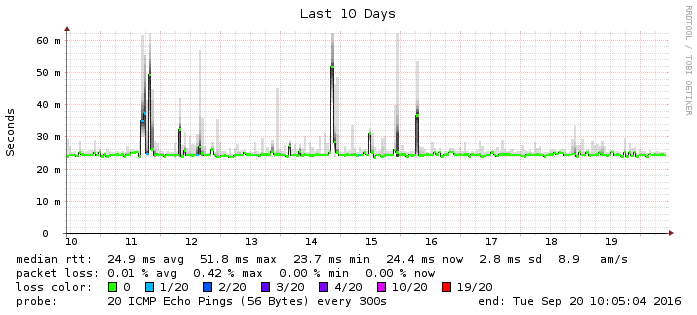 Last 10 Days
RRDTOOL / TOBI OETIKER
Seconds
60 m
50 m
40 m
30 m
20 m
10 m
0
10 11 12 13 14 15 16 17 18 19
median rtt: 24.9 ms avg 51.8 ms max 23.7 ms min 24.4 ms now 2.8 ms sd 8.9 am/s
packet loss: 0.01 % avg 0.42 % max 0.00 % min 0.00 % now
loss color: 0 1/20 2/20 3/20 4/20 10/20 19/20
probe: 20 ICMP Echo Pings (56 Bytes) every 300s end: Tue Sep 20 10:05:04 2016